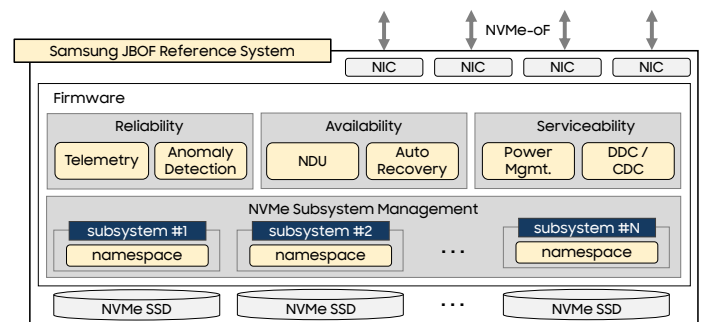 NVMe-oF
Samsung JBOF Reference System
NIC NIC NIC NIC
Firmware
Reliability Availability Serviceability
Telemetry
Anomaly
Detection
NDU
Auto
Recovery
Power
Mgmt.
DDC /
CDC
NVMe Subsystem Management
subsystem #1 subsystem #2 subsystem #N
namespace namespace ... namespace
NVMe SSD NVMe SSD ... NVMe SSD